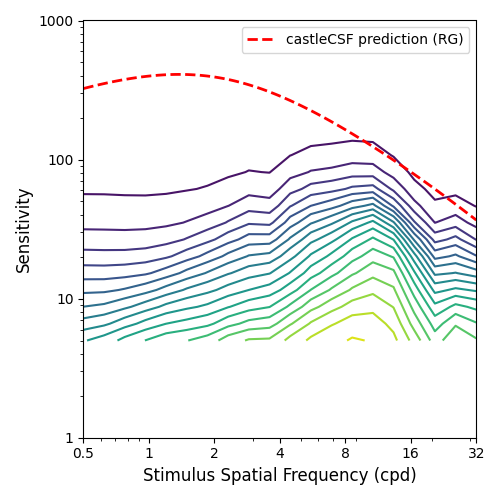 1000
castleCSF prediction (RG)
100
10
1
Sensitivity
0.5 1 2 4 8 16 32
Stimulus Spatial Frequency (cpd)